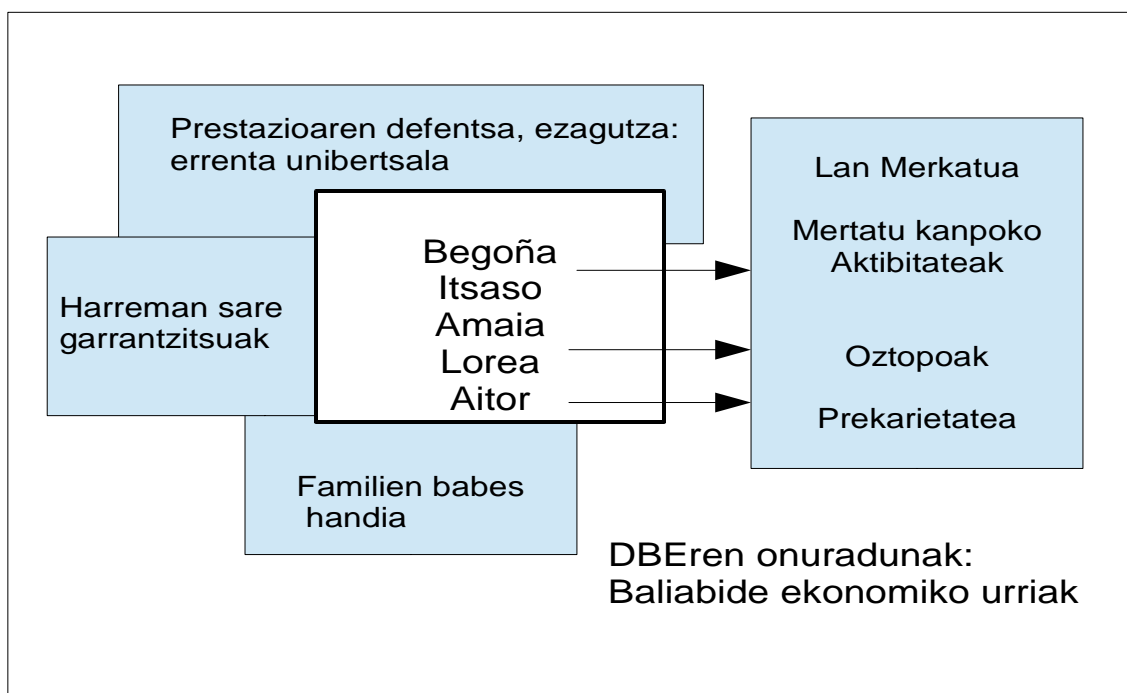 Prestazioaren defentsa, ezagutza:
errenta unibertsala
Harreman sare
garrantzitsuak
Begoña
Itsaso
Amaia
Lorea
Aitor
Familien babes
handia
Lan Merkatua
Mertatu kanpoko
Aktibitateak
Oztopoak
Prekarietatea
DBEren onuradunak:
Baliabide ekonomiko urriak